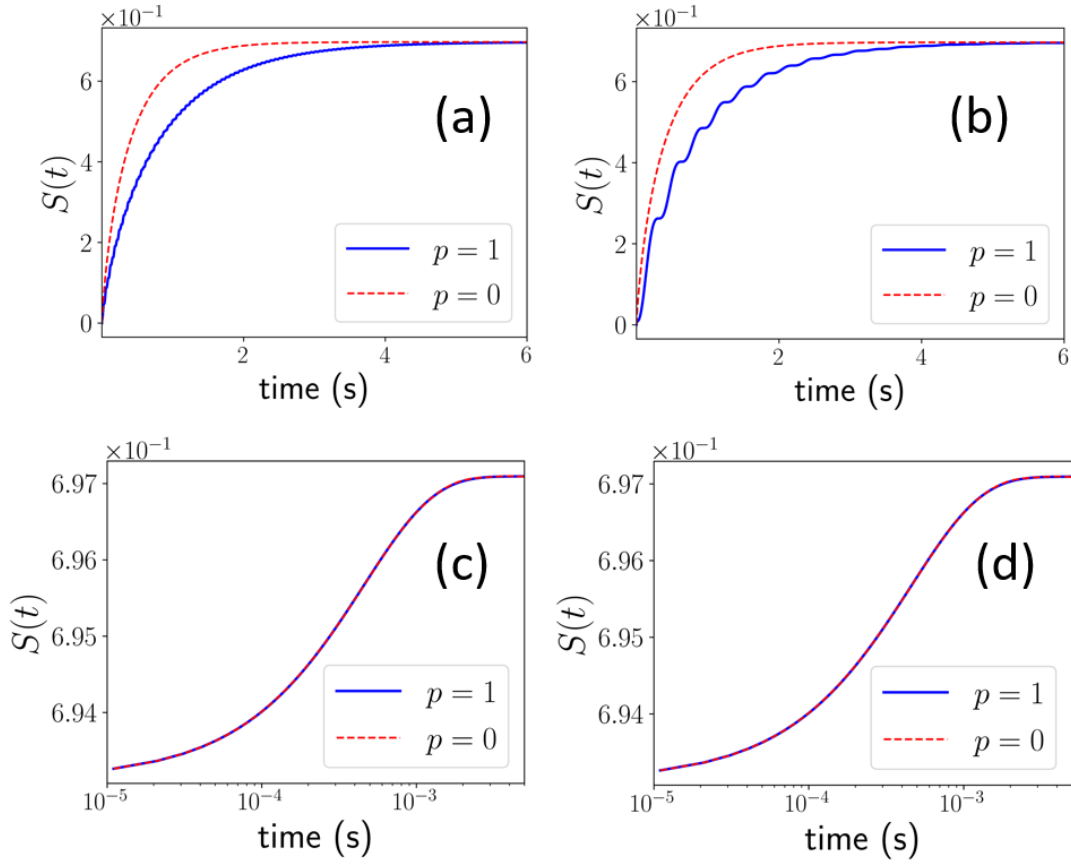 ×10⁻¹
6
4
2
0
S(t)
(a)
p = 1
p = 0
2
4
6
time (s)
×10⁻¹
6
4
2
0
S(t)
(b)
p = 1
p = 0
2
4
6
time (s)
×10⁻¹
6.97
6.96
6.95
6.94
S(t)
(c)
p = 1
p = 0
10⁻⁵
10⁻⁴
10⁻³
time (s)
×10⁻¹
6.97
6.96
6.95
6.94
S(t)
(d)
p = 1
p = 0
10⁻⁵
10⁻⁴
10⁻³
time (s)